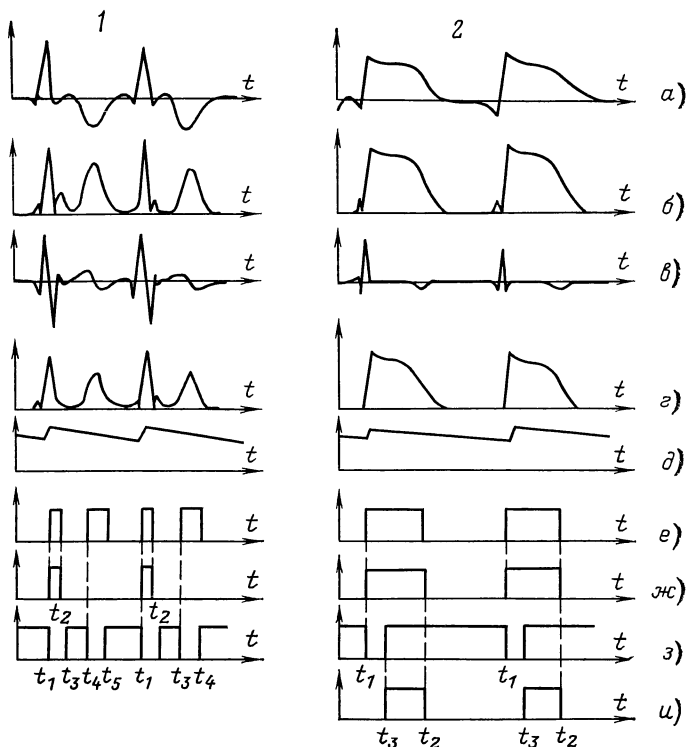 1 2
t t а)
t t б)
t t в)
t t г)
д)
t t е)
t t ж)
t₂ t₂
t t з)
t₁ t₃ t₄ t₅ t₁ t₃ t₄ t₁ t₁
t и)
t₃ t₂ t₃ t₂